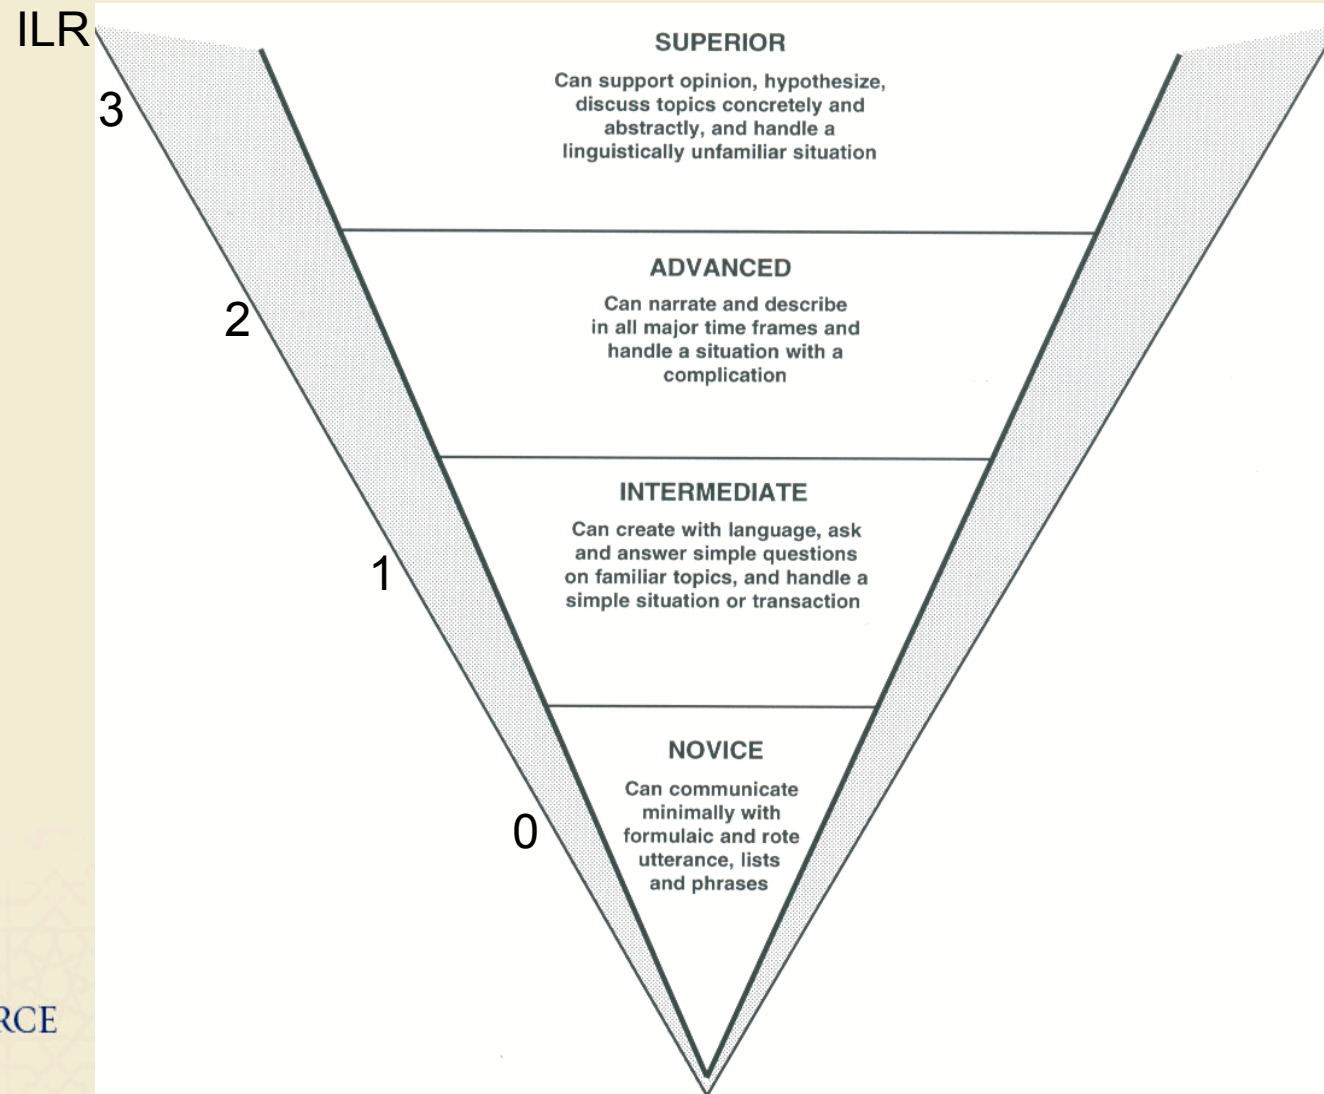 ILR
SUPERIOR
Can support opinion, hypothesize,
discuss topics concretely and
abstractly, and handle a
linguistically unfamiliar situation
3
ADVANCED
Can narrate and describe
in all major time frames and
handle a situation with a
complication
2
INTERMEDIATE
Can create with language, ask
and answer simple questions
on familiar topics, and handle a
simple situation or transaction
1
NOVICE
Can communicate
minimally with
formulaic and rote
utterance, lists
and phrases
0
RCE